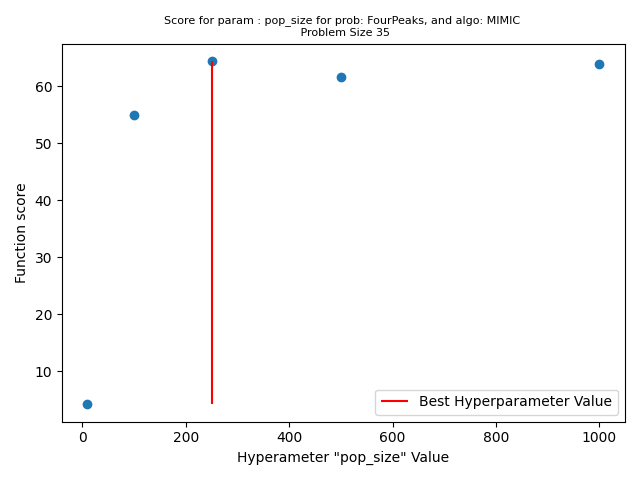 Score for param : pop_size for prob: FourPeaks, and algo: MIMIC
Problem Size 35
60
50
40
30
20
10
Function score
Best Hyperparameter Value
0
200
400
600
800
1000
Hyperameter "pop_size" Value